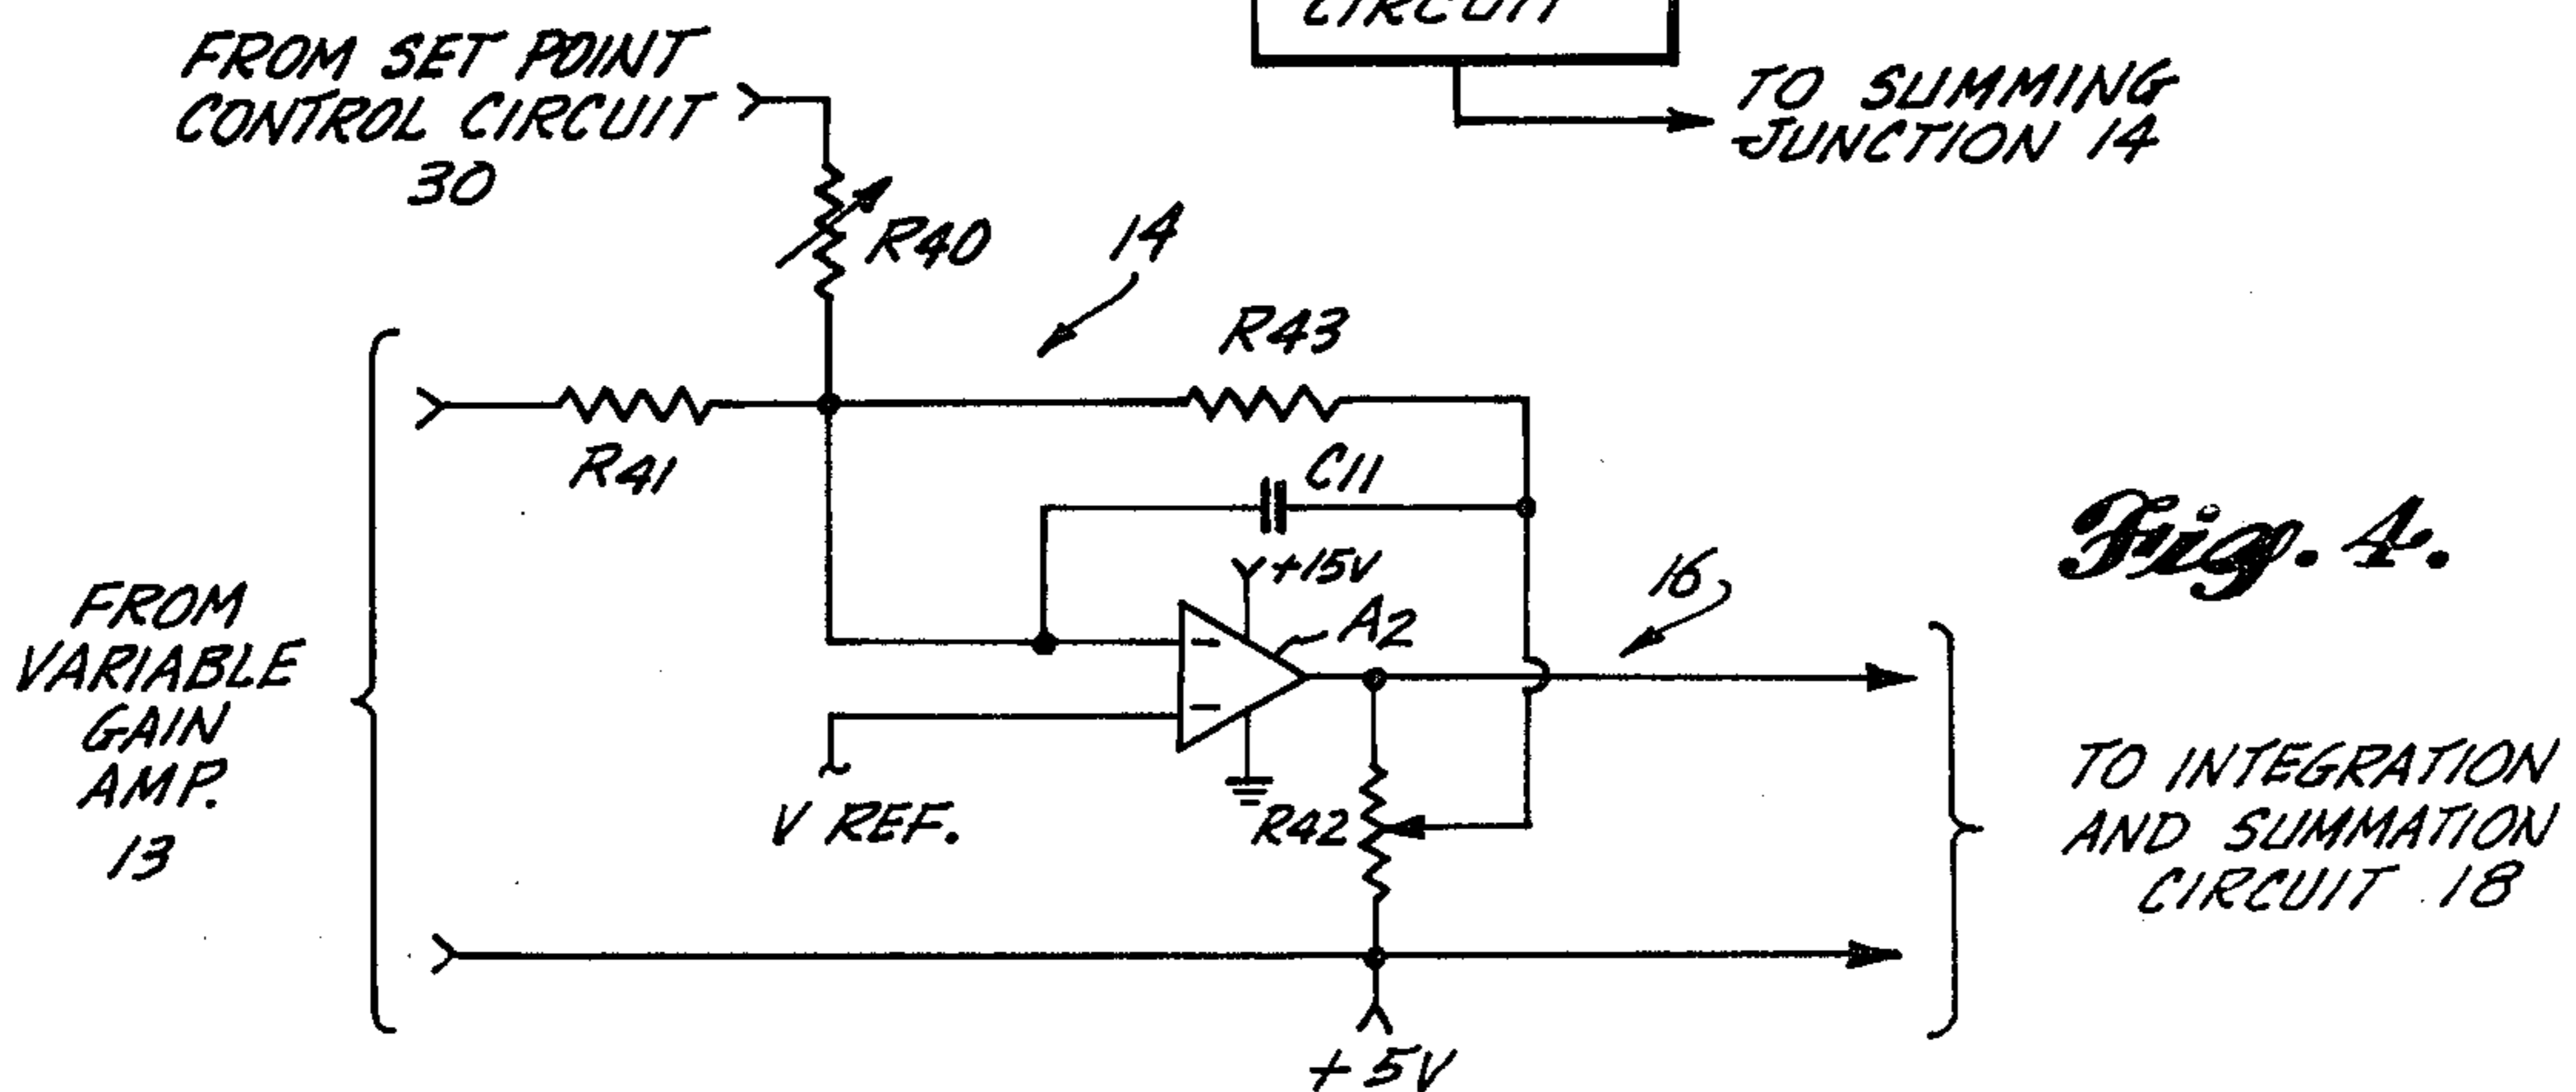 CIRCUIT
FROM SET POINT
CONTROL CIRCUIT
30
TO SUMMING
JUNCTION 14
R40
14
R43
R41
C11
+15V
A2
16
Fig. 4.
FROM
VARIABLE
GAIN
AMP.
13
-
-
V REF.
R42
TO INTEGRATION
AND SUMMATION
CIRCUIT 18
+5V